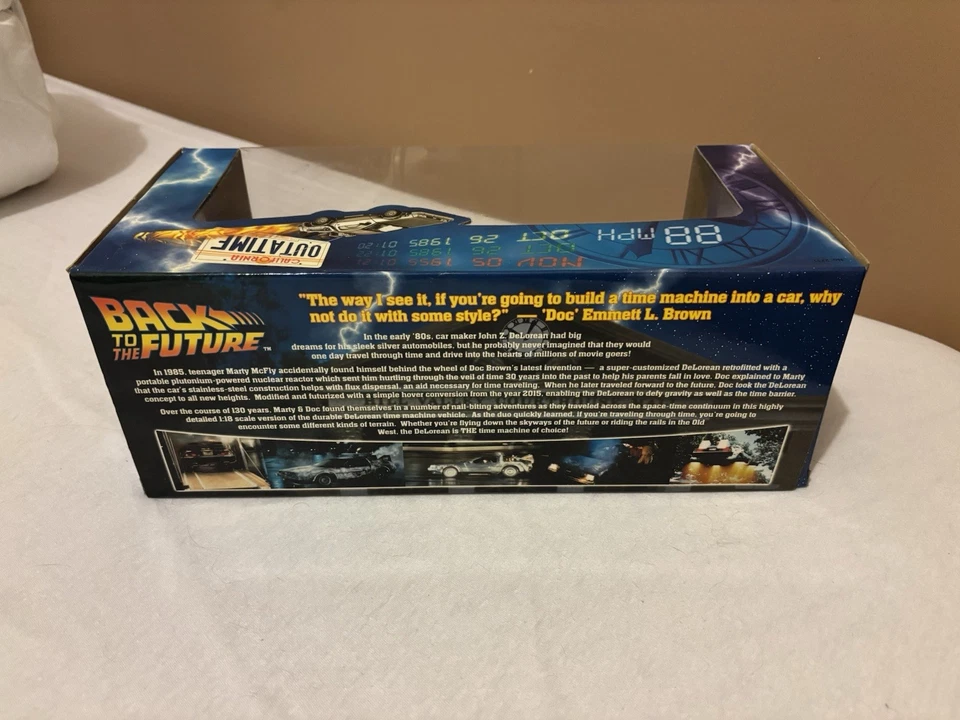 CALIFORNIA
OUTATIME
88 MPH
NOV 05 1955
OCT 26 1985
OCT 26 1985
BACK
TO THE
FUTURE ™
"The way I see it, if you're going to build a time machine into a car, why
not do it with some style?" — 'Doc' Emmett L. Brown
In the early '80s, car maker John Z. DeLorean had big
dreams for his sleek silver automobiles, but he probably never imagined that they would
one day travel through time and drive into the hearts of millions of movie goers!
In 1985, teenager Marty McFly accidentally found himself behind the wheel of Doc Brown's latest invention — a super-customized DeLorean retrofitted with a
portable plutonium-powered nuclear reactor which sent him hurtling through the veil of time 30 years into the past to help his parents fall in love. Doc explained to Marty
that the car's stainless-steel construction helps with flux dispersal, an aid necessary for time traveling. When he later traveled forward to the future, Doc took the DeLorean
concept to all new heights. Modified and futurized with a simple hover conversion from the year 2015, enabling the DeLorean to defy gravity as well as the time barrier.
Over the course of 130 years, Marty & Doc found themselves in a number of nail-biting adventures as they traveled across the space-time continuum in this highly
detailed 1:18 scale version of the durable DeLorean time machine vehicle. As the duo quickly learned, if you're traveling through time, you're going to
encounter some different kinds of terrain. Whether you're flying down the skyways of the future or riding the rails in the Old
West, the DeLorean is THE time machine of choice!